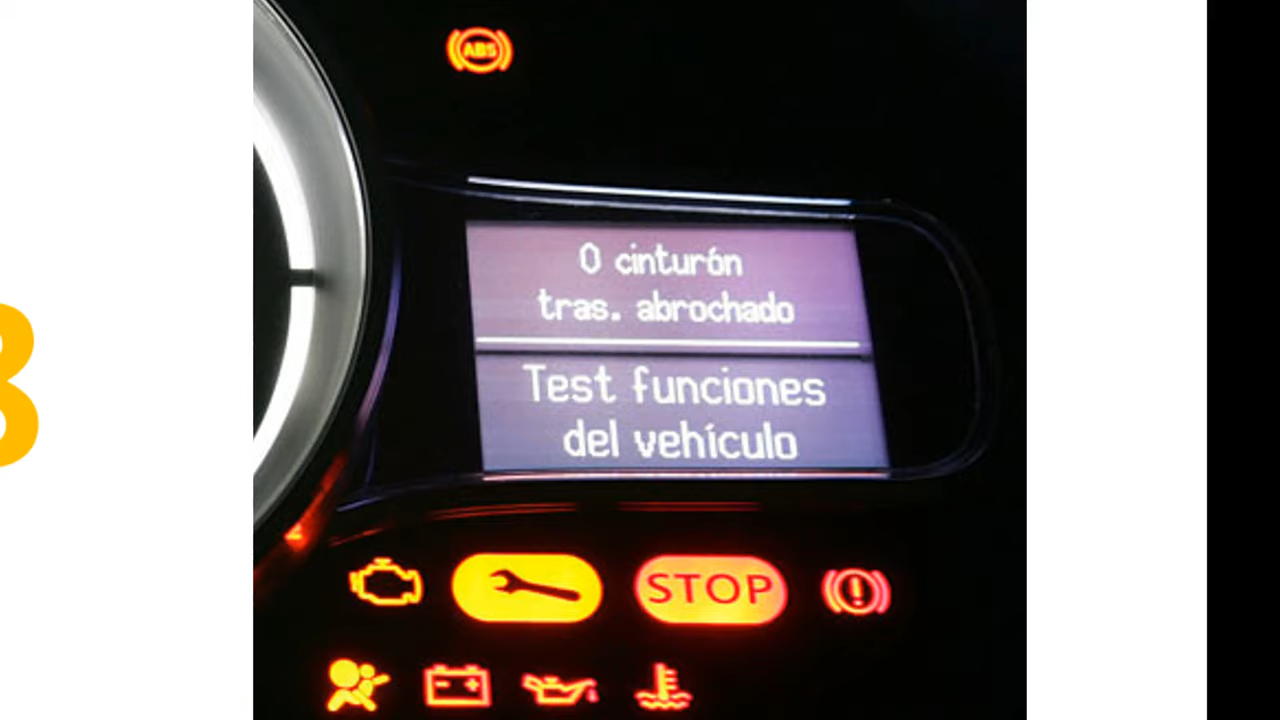 ABS
0 cinturón
tras. abrochado
Test funciones
del vehículo
STOP